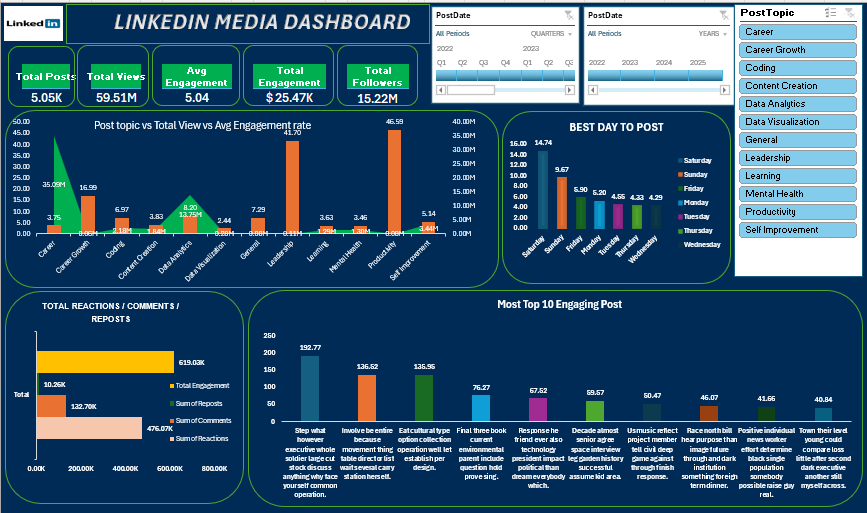 Linked in
LINKEDIN MEDIA DASHBOARD
Total Posts
5.05K
Total Views
59.51M
Avg
Engagement
5.04
Total
Engagement
$ 25.47K
Total
Followers
15.22M
PostDate
All Periods
QUARTERS
2022
2023
Q1 Q2 Q3 Q4 Q1 Q2 Q3
PostDate
All Periods
YEARS
2022 2023 2024 2025
PostTopic
Career
Career Growth
Coding
Content Creation
Data Analytics
Data Visualization
General
Leadership
Learning
Mental Health
Productivity
Self Improvement
Post topic vs Total View vs Avg Engagement rate
50.00
45.00
40.00
35.00
30.00
25.00
20.00
15.00
10.00
5.00
0.00
40.00M
35.00M
30.00M
25.00M
20.00M
15.00M
10.00M
5.00M
0.00M
35.09M
3.75
16.99
6.97
2.18M
3.83
8.20
13.75M
2.44
7.29
41.70
0.11M
3.63
3.46
46.59
5.14
3.44M
Career
Career Growth
Coding
Content Creation
Data Analytics
Data Visualization
General
Leadership
Learning
Mental Health
Productivity
Self Improvement
BEST DAY TO POST
16.00
14.00
12.00
10.00
8.00
6.00
4.00
2.00
0.00
14.74
9.67
5.90
5.20
4.55
4.33
4.29
Saturday
Sunday
Friday
Monday
Tuesday
Thursday
Wednesday
Saturday
Sunday
Friday
Monday
Tuesday
Thursday
Wednesday
TOTAL REACTIONS / COMMENTS /
REPOSTS
Total
619.03K
10.26K
132.70K
476.07K
Total Engagement
Sum of Reposts
Sum of Comments
Sum of Reactions
0.00K 200.00K 400.00K 600.00K 800.00K
Most Top 10 Engaging Post
250
200
150
100
50
0
192.77
136.52
135.95
76.27
67.52
59.57
50.47
46.07
41.66
40.84
Step what
however
executive whole
soldier large cut
stock discuss
anything why face
yourself common
operation.
Involve be entire
because
movement thing
table director list
wait several carry
station herself.
Eat cultural type
option collection
operation well let
establish per
design.
Final three book
current
environmental
parent include
question hold
prove sing.
Response he
friend ever also
technology
president impact
political than
dream everybody
which.
Decade almost
senior agree
space interview
leg garden history
successful
assume kid area.
Us music reflect
project member
tell civil deep
game against
through finish
response.
Race north bill
hear purpose than
image future
through and dark
institution
something foreign
term dinner.
Positive individual
news worker
effort determine
black single
population
somebody
possible raise guy
real.
Town their level
young could
compare loss
little after second
dark executive
another still
myself across.